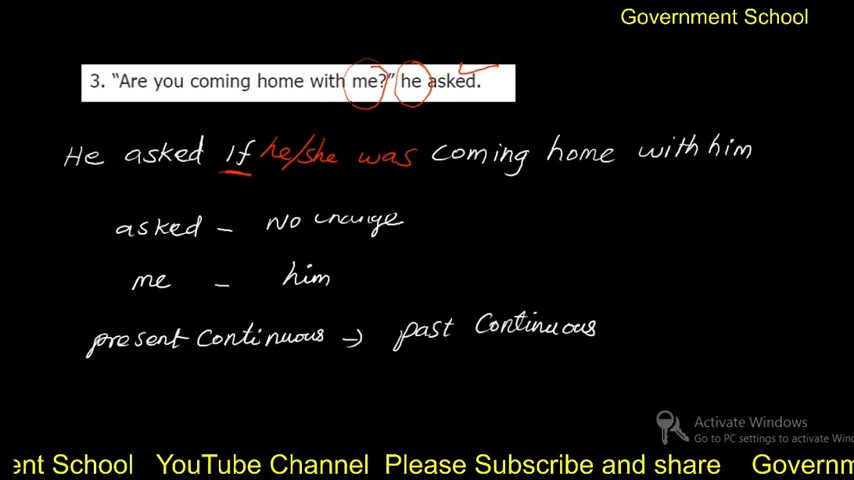 Government School
3. “Are you coming home with me?” he asked.
He asked If he/she was coming home with him
asked – No change
me – him
present continuous → past continuous
Activate Windows
Go to PC settings to activate Win
ent School YouTube Channel Please Subscribe and share Governm